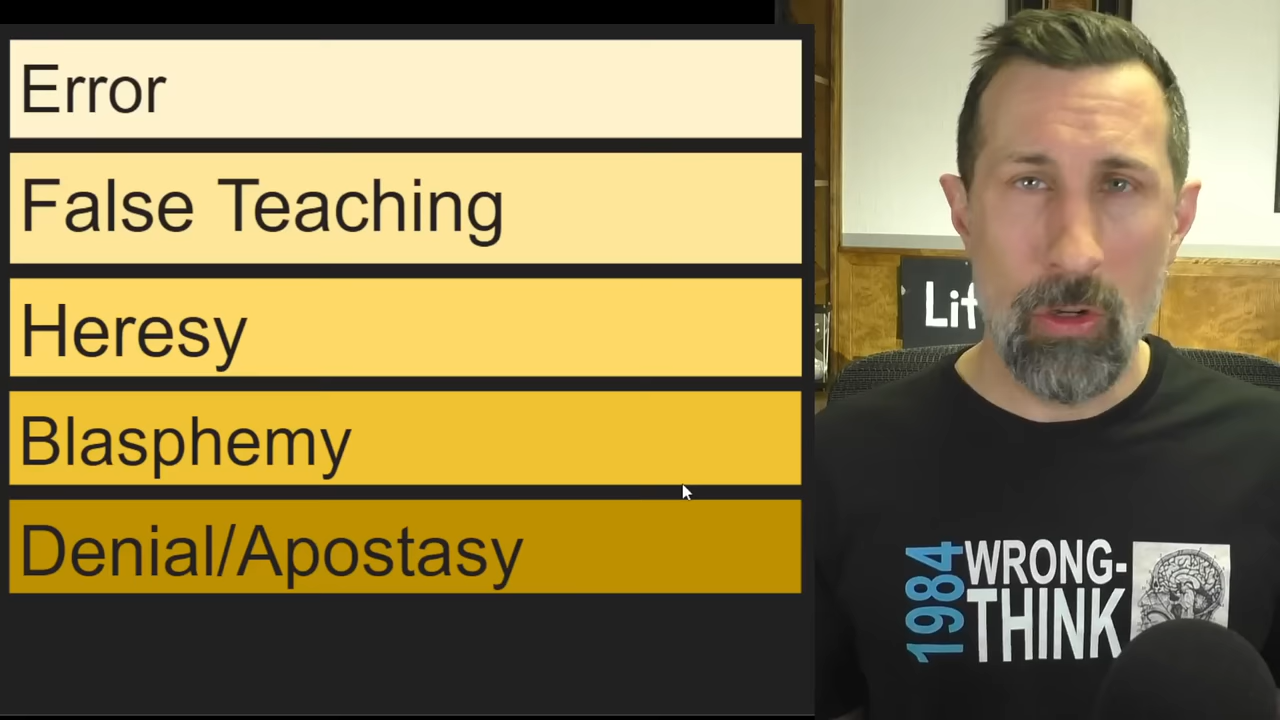 Error
False Teaching
Heresy
Blasphemy
Denial/Apostasy
Lif
1984
WRONG-
THINK